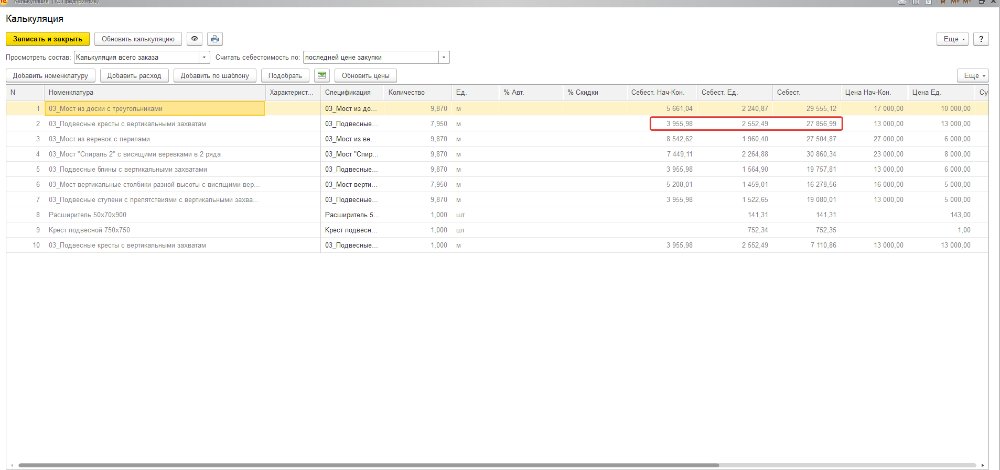 Калькуляция (1С:Предприятие)
31 M M+ M-
Калькуляция
Записать и закрыть Обновить калькуляцию Еще ?
Просмотреть состав: Калькуляция всего заказа Считать себестоимость по: последней цене закупки
Добавить номенклатуру Добавить расход Добавить по шаблону Подобрать Обновить цены Еще
N Номенклатура Характерист... Спецификация Количество Ед. % Авт. % Скидки Себест. Нач-Кон. Себест. Ед. Себест. Цена Нач-Кон. Цена Ед. Су
1 03_Мост из доски с треугольниками 03_Мост из до... 9,870 м 5 661,04 2 240,87 29 555,12 17 000,00 10 000,00
2 03_Подвесные кресты с вертикальными захватам 03_Подвесные... 7,950 м 3 955,98 2 552,49 27 856,99 13 000,00 13 000,00
3 03_Мост из веревок с перилами 03_Мост из ве... 9,870 м 8 542,62 1 960,40 27 504,87 27 000,00 6 000,00
4 03_Мост "Спираль 2" с висящими веревками в 2 ряда 03_Мост "Спир... 9,870 м 7 449,11 2 264,88 30 860,34 23 000,00 8 000,00
5 03_Подвесные блины с вертикальными захватами 03_Подвесные... 9,870 м 3 955,98 1 564,90 19 757,81 13 000,00 6 000,00
6 03_Мост вертикальные столбики разной высоты с висящими вер... 03_Мост верти... 7,950 м 5 208,01 1 459,01 16 278,56 16 000,00 5 000,00
7 03_Подвесные ступени с препятствиями с вертикальными захва... 03_Подвесные... 9,870 м 3 955,98 1 522,65 19 080,01 13 000,00 5 000,00
8 Расширитель 50х70х900 Расширитель 5... 1,000 шт 141,31 141,31 143,00
9 Крест подвесной 750х750 Крест подвесн... 1,000 шт 752,34 752,35 1,00
10 03_Подвесные кресты с вертикальными захватам 03_Подвесные... 1,000 м 3 955,98 2 552,49 7 110,86 13 000,00 13 000,00